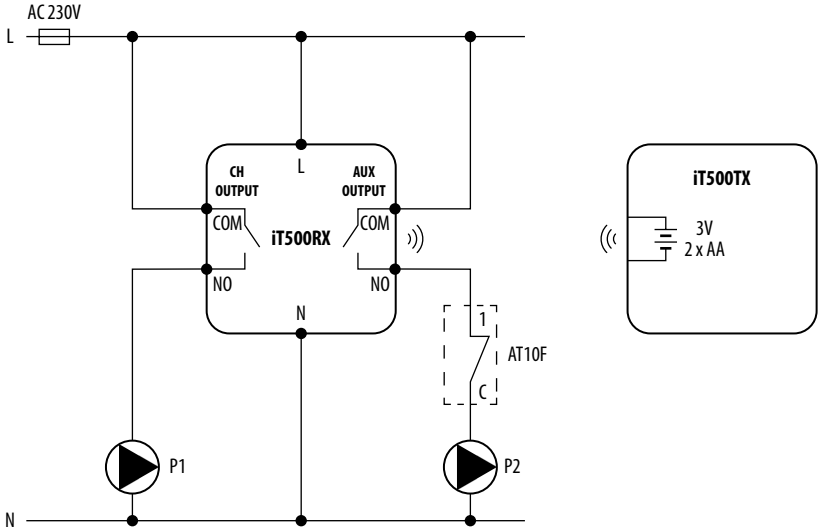 AC 230V
L
L
CH
OUTPUT
AUX
OUTPUT
COM
iT500RX
COM
NO
NO
N
1
AT10F
C
P1
P2
N
iT500TX
3V
2 x AA